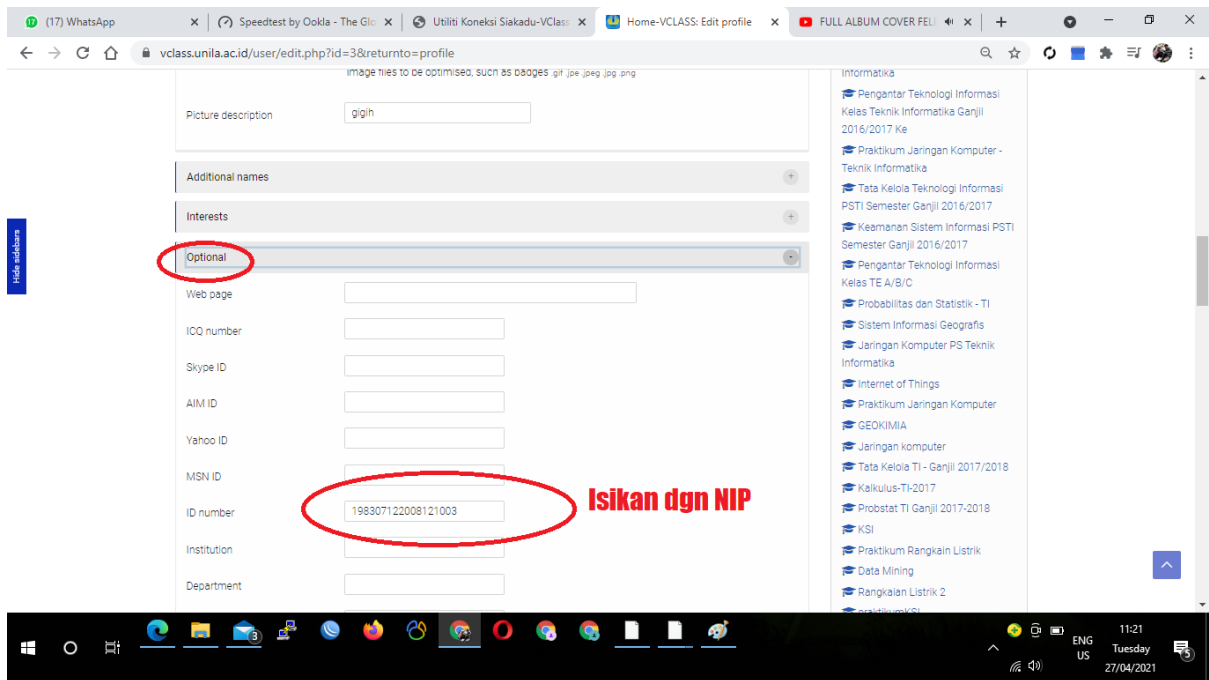 (17) WhatsApp
Speedtest by Ookla - The Glo
Utiliti Koneksi Siakadu-VClass
Home-VCLASS: Edit profile
FULL ALBUM COVER FELI
vclass.unila.ac.id/user/edit.php?id=3&returnto=profile
Image files to be optimised, such as badges .gif .jpe .jpeg .jpg .png
Picture description
gigih
Additional names
Interests
Optional
Web page
ICQ number
Skype ID
AIM ID
Yahoo ID
MSN ID
ID number
198307122008121003
Isikan dgn NIP
Institution
Department
Hide sidebars
Informatika
Pengantar Teknologi Informasi
Kelas Teknik Informatika Ganjil
2016/2017 Ke
Praktikum Jaringan Komputer -
Teknik Informatika
Tata Kelola Teknologi Informasi
PSTI Semester Ganjil 2016/2017
Keamanan Sistem Informasi PSTI
Semester Ganjil 2016/2017
Pengantar Teknologi Informasi
Kelas TE A/B/C
Probabilitas dan Statistik - TI
Sistem Informasi Geografis
Jaringan Komputer PS Teknik
Informatika
Internet of Things
Praktikum Jaringan Komputer
GEOKIMIA
Jaringan komputer
Tata Kelola TI - Ganjil 2017/2018
Kalkulus-TI-2017
Probstat TI Ganjil 2017-2018
KSI
Praktikum Rangkain Listrik
Data Mining
Rangkaian Listrik 2
praktikumKSI
3
ENG
US
11:21
Tuesday
27/04/2021
5